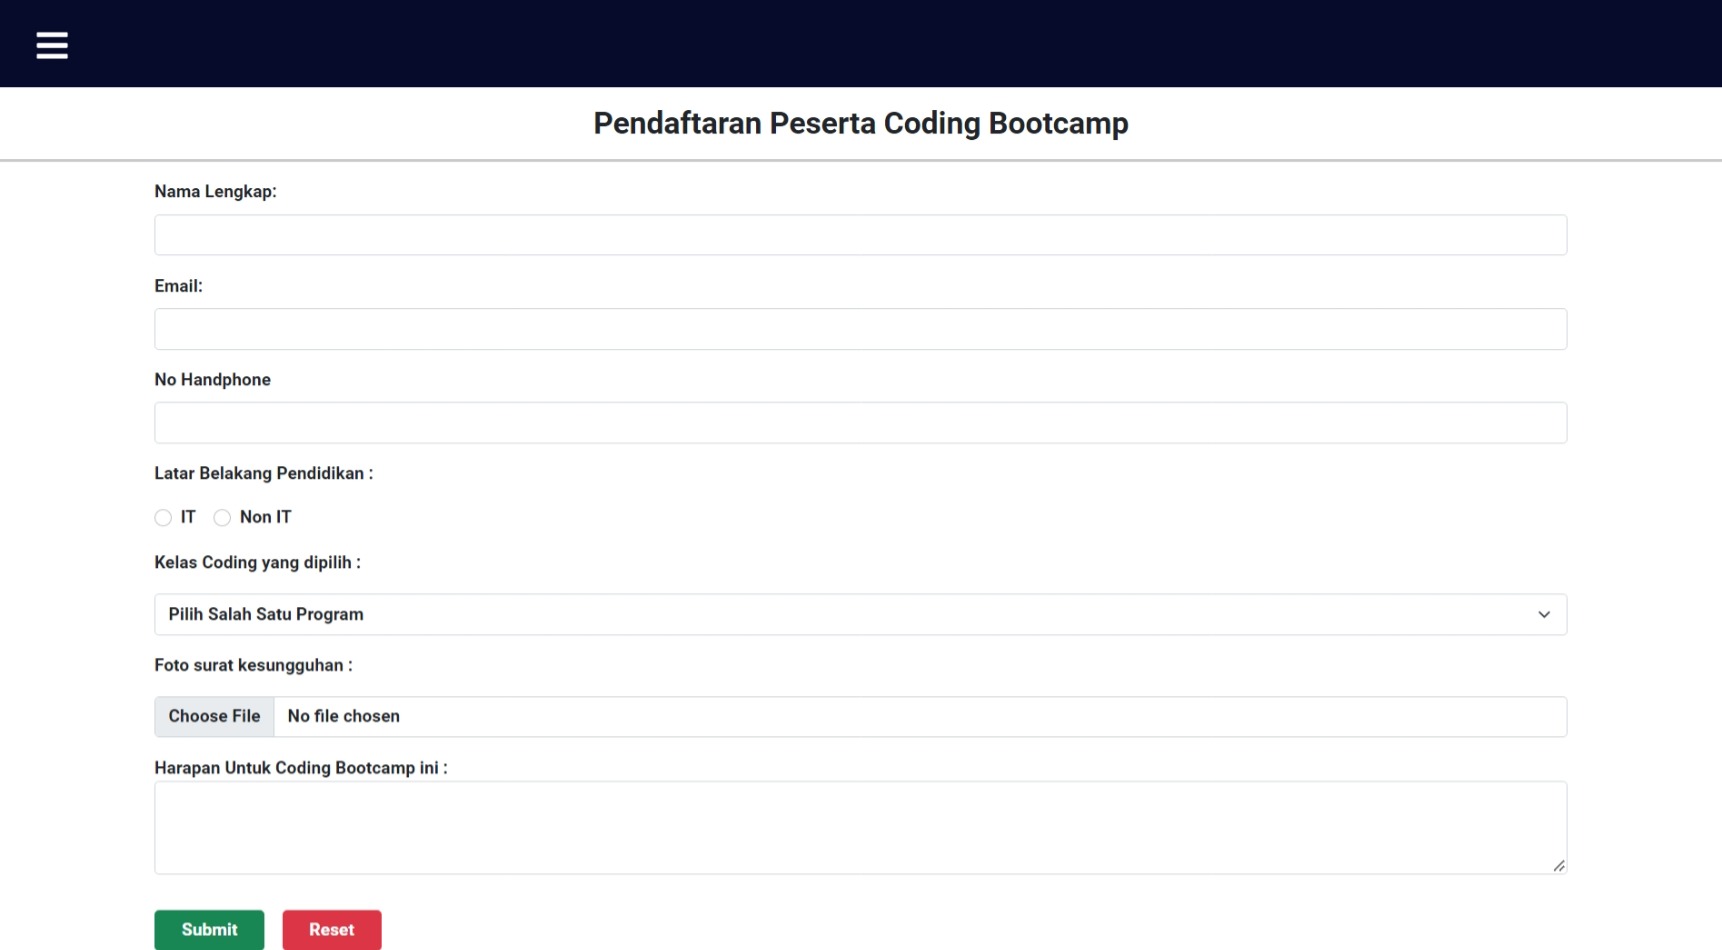 Pendaftaran Peserta Coding Bootcamp
Nama Lengkap:
Email:
No Handphone
Latar Belakang Pendidikan :
IT Non IT
Kelas Coding yang dipilih :
Pilih Salah Satu Program
Foto surat kesungguhan :
Choose File No file chosen
Harapan Untuk Coding Bootcamp ini :
Submit Reset